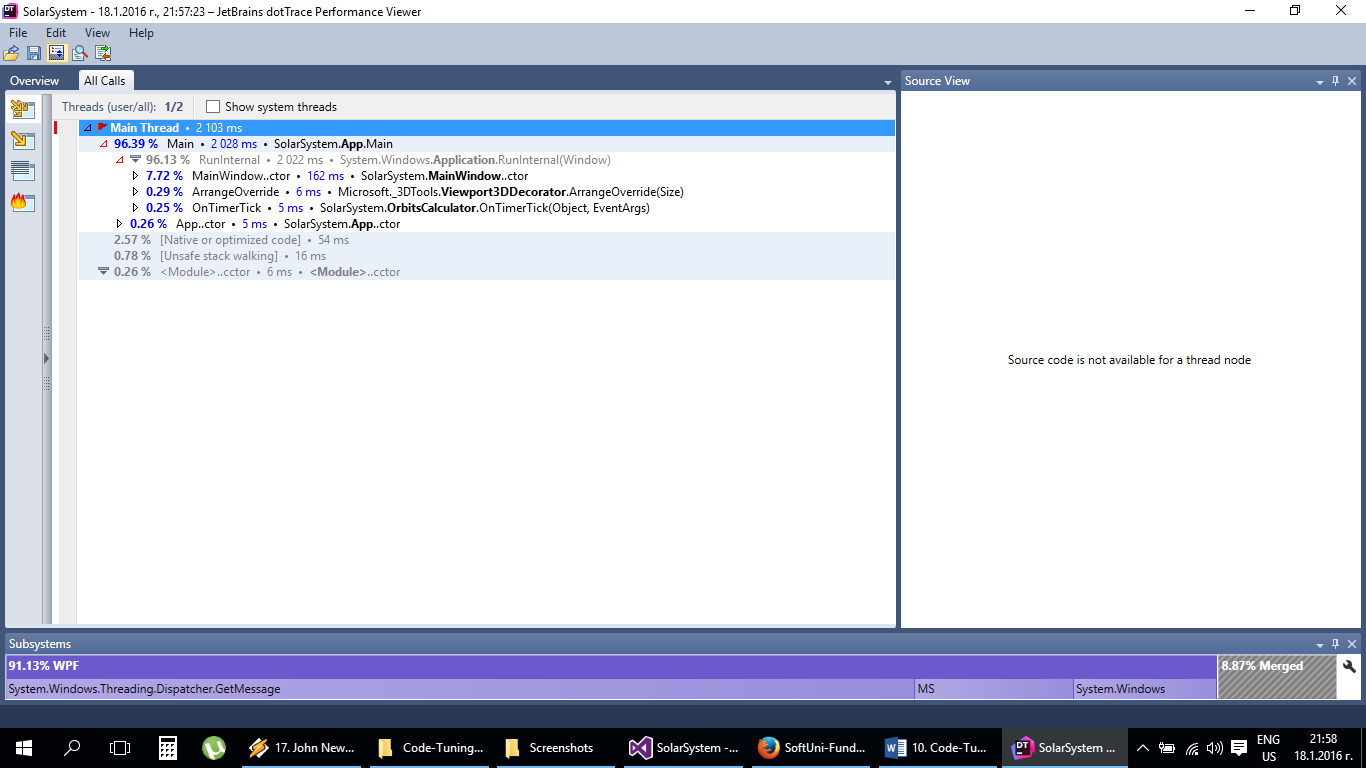 SolarSystem - 18.1.2016 г., 21:57:23 – JetBrains dotTrace Performance Viewer
File Edit View Help
Overview All Calls
Source View
Threads (user/all): 1/2 Show system threads
Main Thread • 2 103 ms
96.39 % Main • 2 028 ms • SolarSystem.App.Main
96.13 % RunInternal • 2 022 ms • System.Windows.Application.RunInternal(Window)
7.72 % MainWindow..ctor • 162 ms • SolarSystem.MainWindow..ctor
0.29 % ArrangeOverride • 6 ms • Microsoft._3DTools.Viewport3DDecorator.ArrangeOverride(Size)
0.25 % OnTimerTick • 5 ms • SolarSystem.OrbitsCalculator.OnTimerTick(Object, EventArgs)
0.26 % App..ctor • 5 ms • SolarSystem.App..ctor
2.57 % [Native or optimized code] • 54 ms
0.78 % [Unsafe stack walking] • 16 ms
0.26 % <Module>..cctor • 6 ms • <Module>..cctor
Source code is not available for a thread node
Subsystems
91.13% WPF 8.87% Merged
System.Windows.Threading.Dispatcher.GetMessage MS System.Windows
17. John New... Code-Tuning... Screenshots SolarSystem -... SoftUni-Fund... 10. Code-Tu... DT SolarSystem ...
ENG 21:58
US 18.1.2016 г.